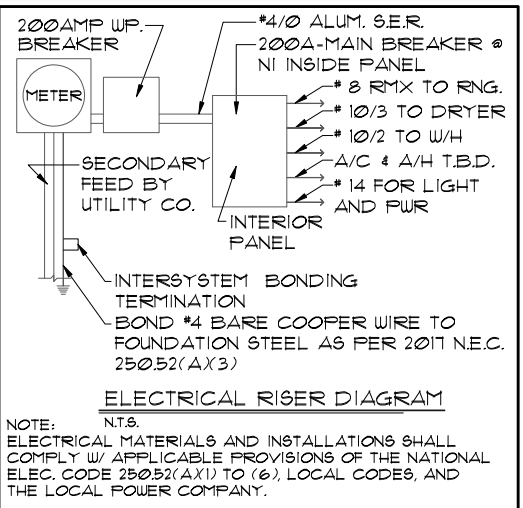 200AMP WP.
BREAKER
#4/0 ALUM. S.E.R.
200A-MAIN BREAKER @
N1 INSIDE PANEL
METER
# 8 RMX TO RNG.
# 10/3 TO DRYER
# 10/2 TO W/H
A/C & A/H T.B.D.
# 14 FOR LIGHT
AND PWR
SECONDARY
FEED BY
UTILITY CO.
INTERIOR
PANEL
INTERSYSTEM BONDING
TERMINATION
BOND #4 BARE COOPER WIRE TO
FOUNDATION STEEL AS PER 2017 N.E.C.
250.52(A)(3)
ELECTRICAL RISER DIAGRAM
N.T.S.
NOTE:
ELECTRICAL MATERIALS AND INSTALLATIONS SHALL
COMPLY W/ APPLICABLE PROVISIONS OF THE NATIONAL
ELEC. CODE 250.52(A)(1) TO (6), LOCAL CODES, AND
THE LOCAL POWER COMPANY.